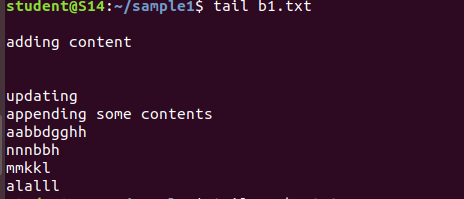 student@S14:~/sample1$ tail b1.txt
adding content
updating
appending some contents
aabbdgghh
nnnbbh
mmkkl
alalll